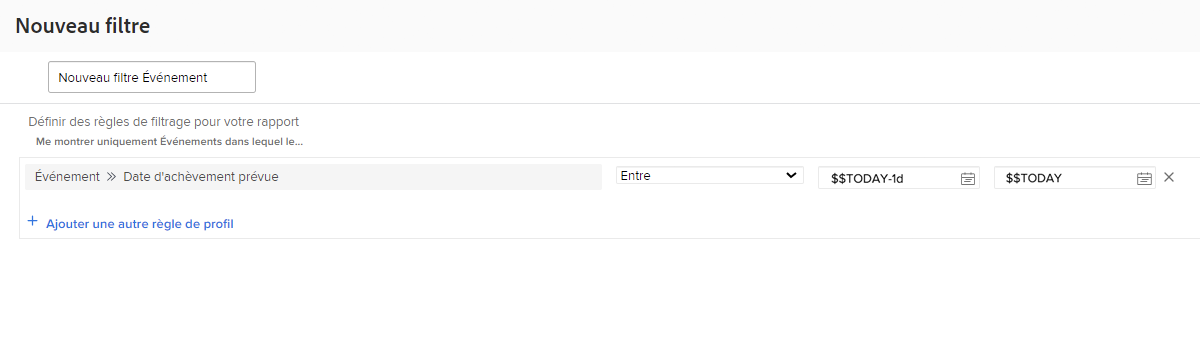 Nouveau filtre
Nouveau filtre Événement
Définir des règles de filtrage pour votre rapport
Me montrer uniquement Événements dans lequel le...
Événement Date d'achèvement prévue Entre $$TODAY-1d $$TODAY
+ Ajouter une autre règle de profil